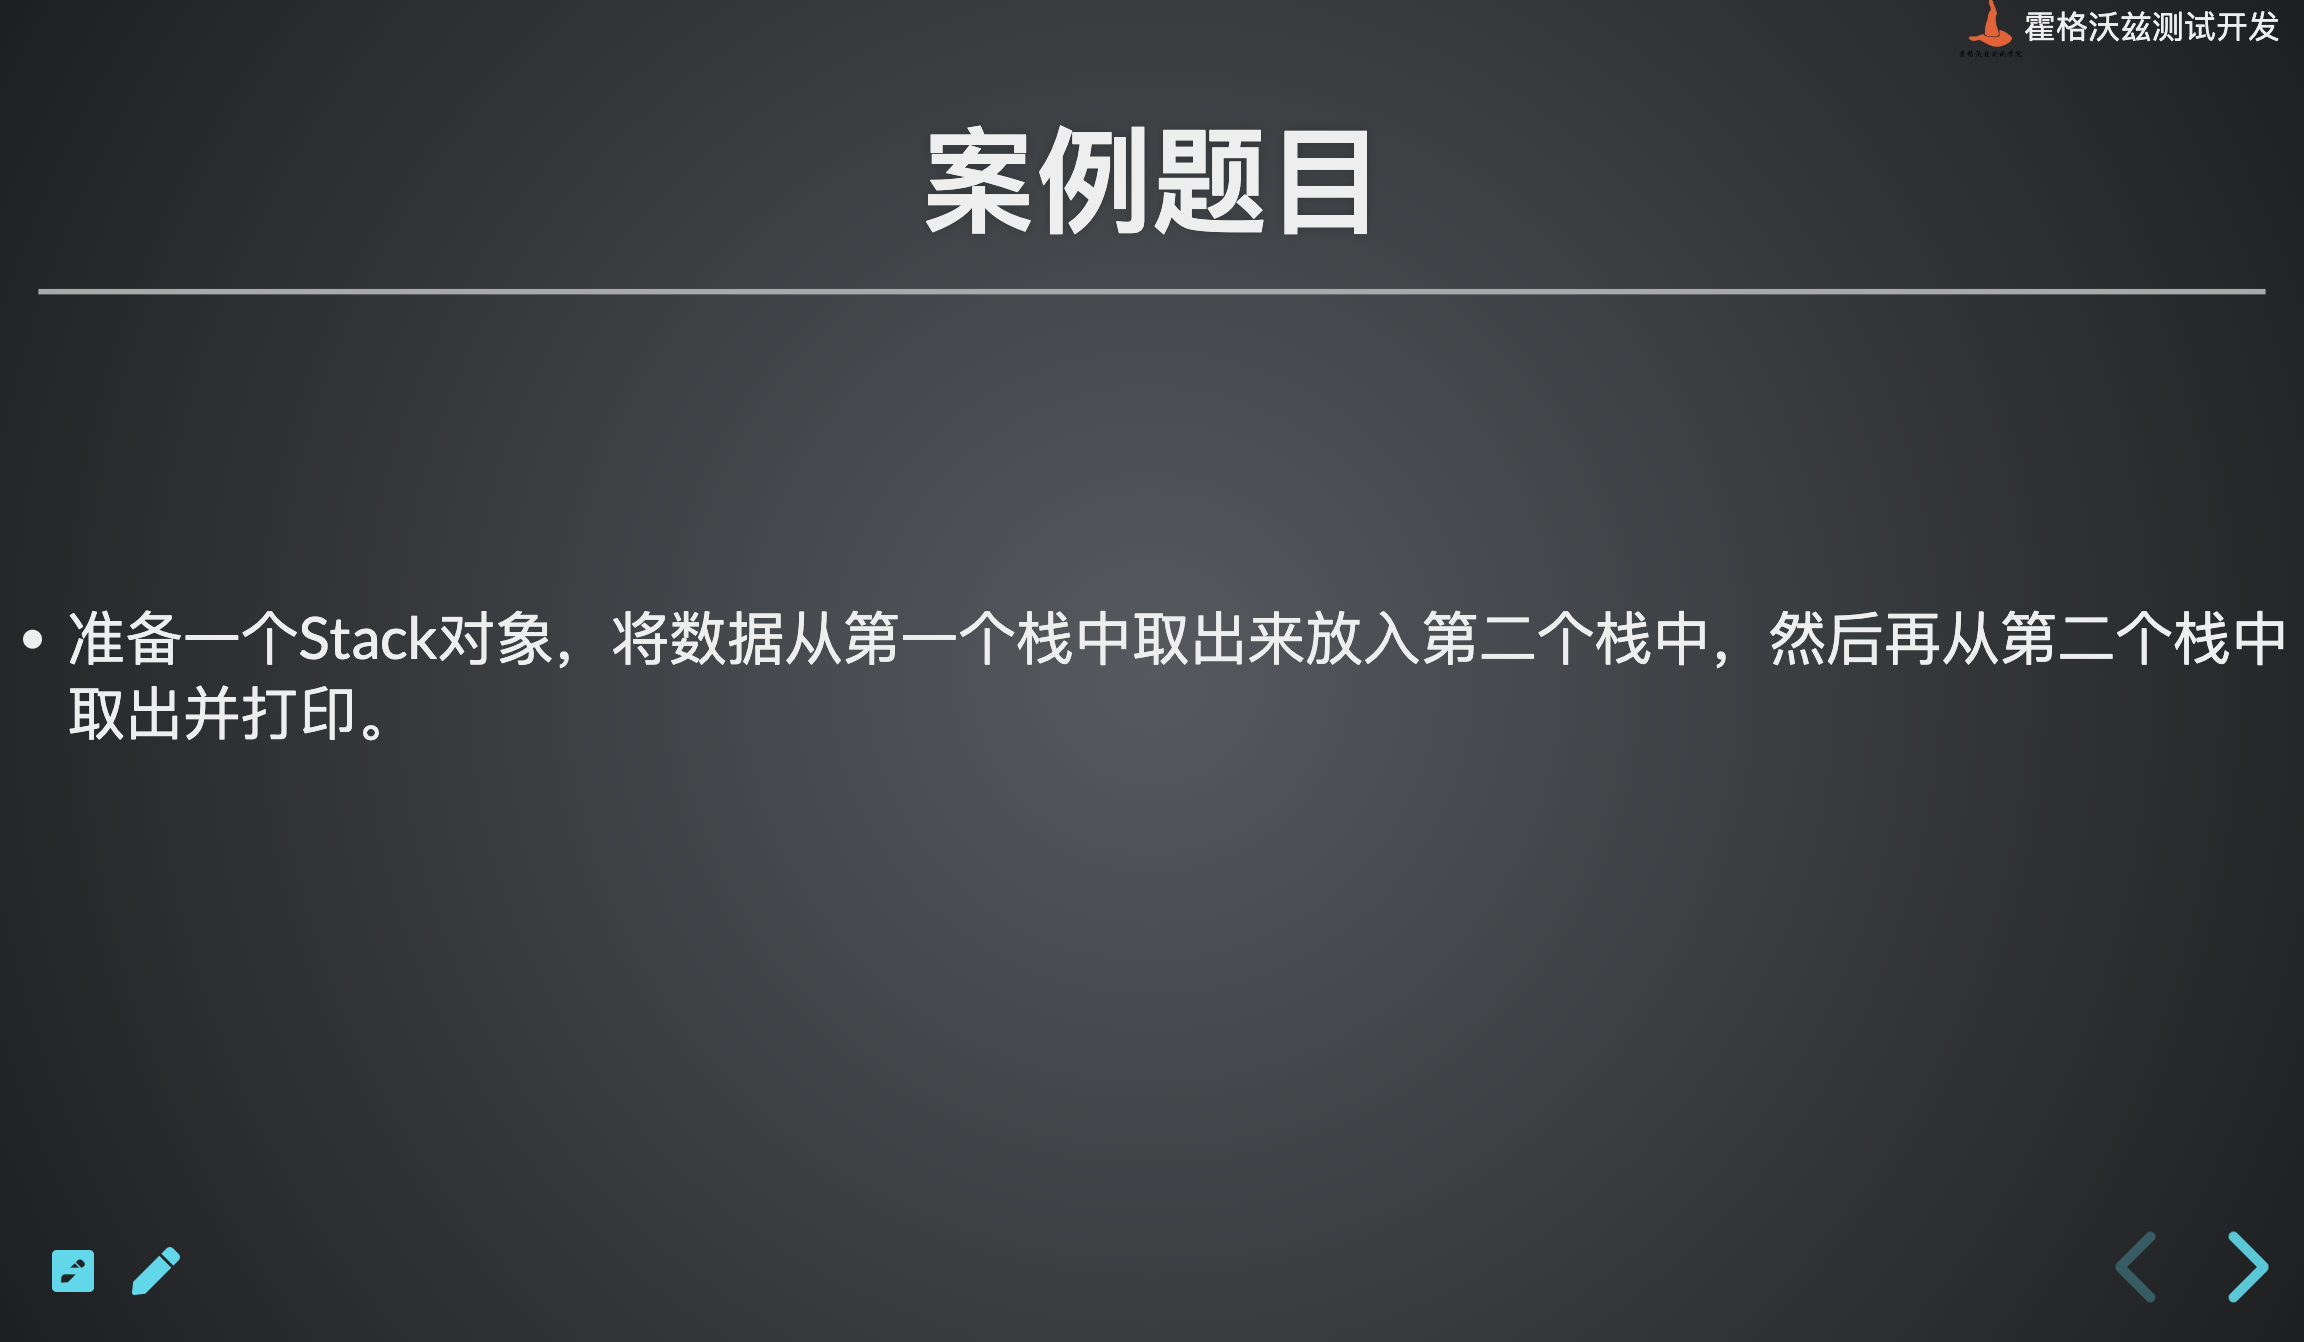 霍格沃兹测试开发
案例题目
准备一个Stack对象，将数据从第一个栈中取出来放入第二个栈中，然后再从第二个栈中
取出并打印。